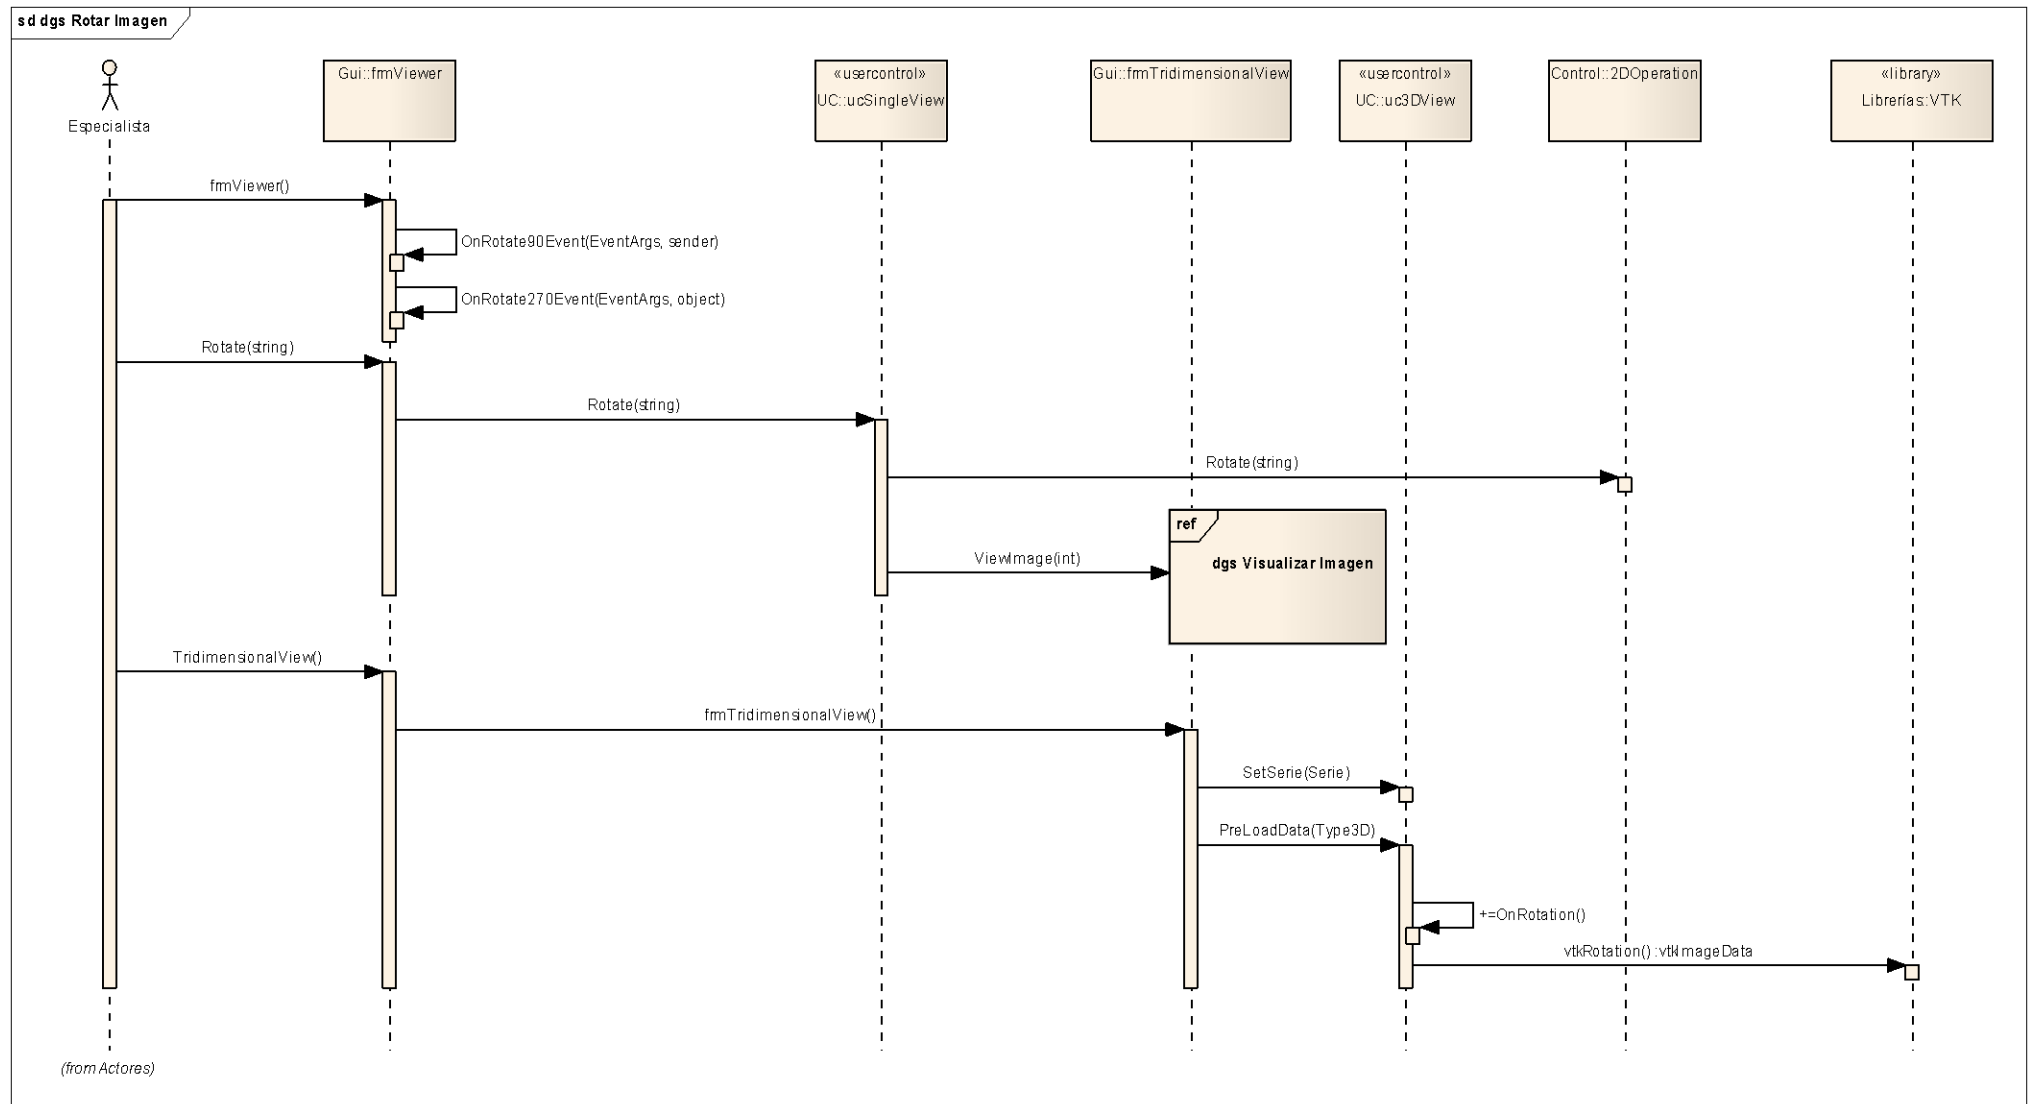 sd dgs Rotar Imagen
Especialista
Gui::frmViewer
«usercontrol»
UC::ucSingleView
Gui::frmTridimensionalView
«usercontrol»
UC::uc3DView
Control::2DOperation
«library»
Librerías::VTK
frmViewer()
OnRotate90Event(EventArgs, sender)
OnRotate270Event(EventArgs, object)
Rotate(string)
Rotate(string)
Rotate(string)
ref
dgs Visualizar Imagen
ViewImage(int)
TridimensionalView()
frmTridimensionalView()
SetSerie(Serie)
PreLoadData(Type3D)
+=OnRotation()
vtkRotation() :vtkImageData
(from Actores)